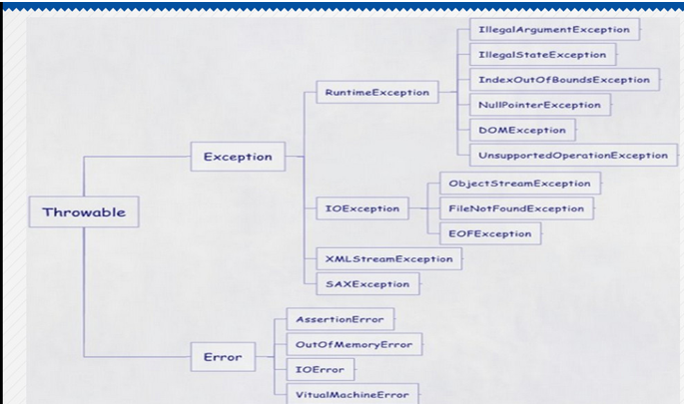 IllegalArgumentException
IllegalStateException
IndexOutOfBoundsException
RuntimeException
NullPointerException
DOMException
Exception
UnsupportedOperationException
ObjectStreamException
Throwable
IOException
FileNotFoundException
EOFException
XMLStreamException
SAXException
AssertionError
OutOfMemoryError
Error
IOError
VitualMachineError